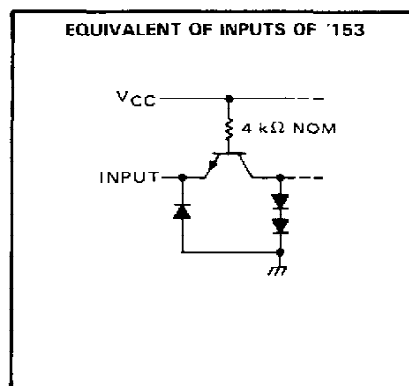 EQUIVALENT OF INPUTS OF '153
VCC
4 kΩ NOM
INPUT